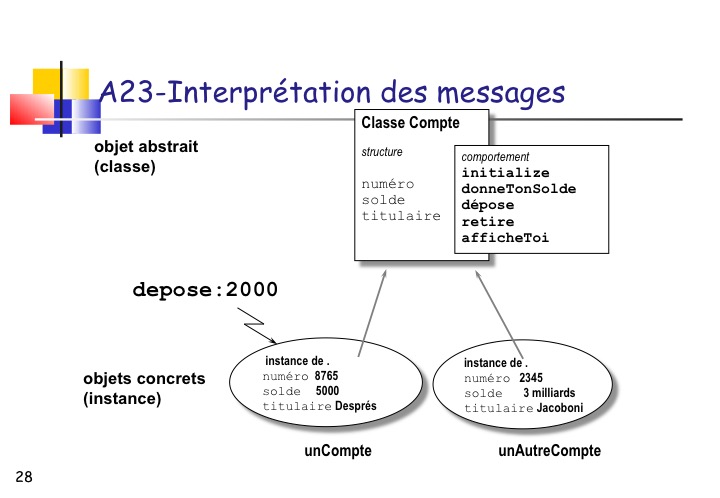 A23-Interprétation des messages
objet abstrait
(classe)
Classe Compte
structure
numéro
solde
titulaire
comportement
initialize
donneTonSolde
dépose
retire
afficheToi
depose:2000
objets concrets
(instance)
instance de .
numéro 8765
solde 5000
titulaire Després
unCompte
instance de .
numéro 2345
solde 3 milliards
titulaire Jacoboni
unAutreCompte
28